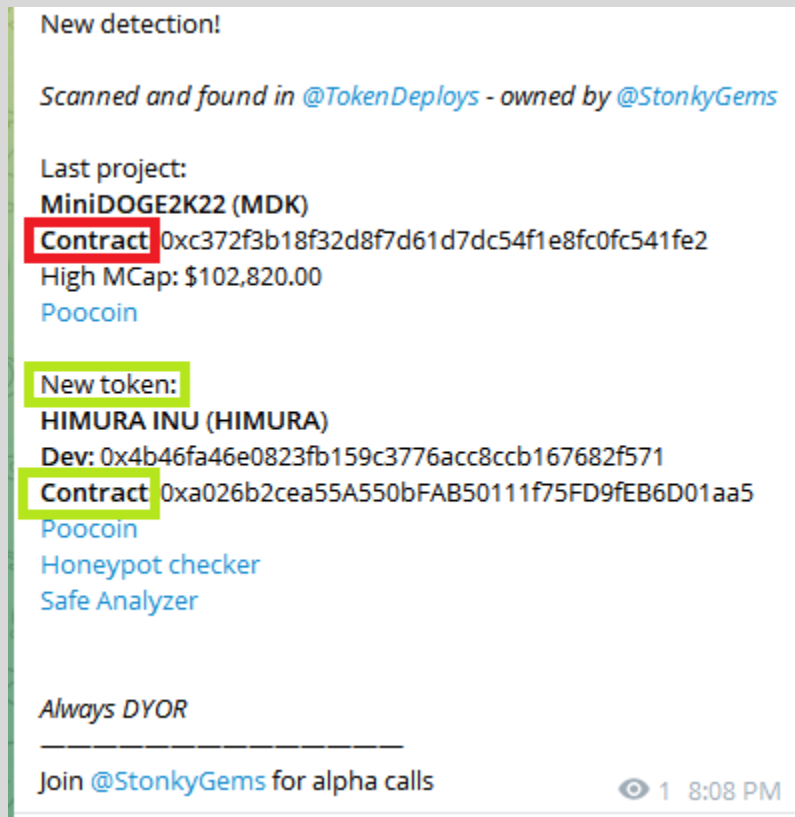 New detection!
Scanned and found in @TokenDeploys - owned by @StonkyGems
Last project:
MiniDOGE2K22 (MDK)
Contract 0xc372f3b18f32d8f7d61d7dc54f1e8fc0fc541fe2
High MCap: $102,820.00
Poocoin
New token:
HIMURA INU (HIMURA)
Dev: 0x4b46fa46e0823fb159c3776acc8ccb167682f571
Contract 0xa026b2cea55A550bFAB50111f75FD9fEB6D01aa5
Poocoin
Honeypot checker
Safe Analyzer
Always DYOR
——————————————
Join @StonkyGems for alpha calls
1 8:08 PM